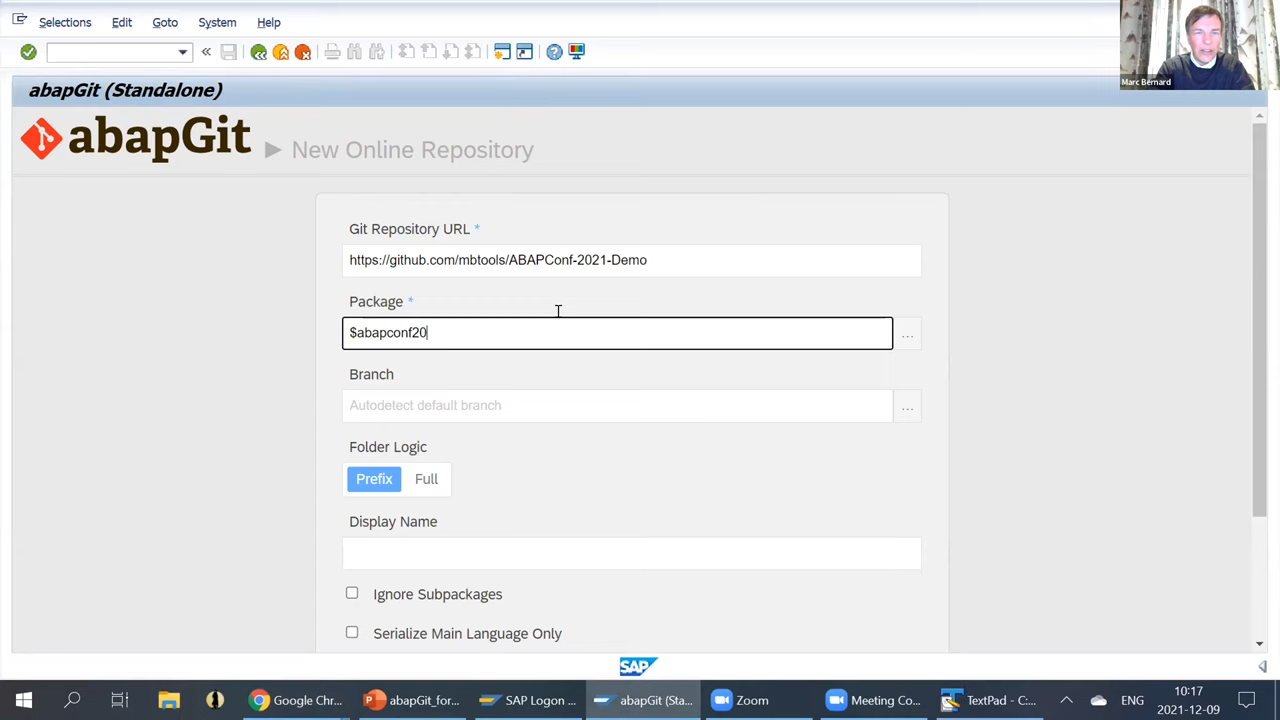 Selections Edit Goto System Help
Marc Bernard
abapGit (Standalone)
abapGit ► New Online Repository
Git Repository URL *
https://github.com/mbtools/ABAPConf-2021-Demo
Package *
$abapconf20
...
Branch
Autodetect default branch
...
Folder Logic
Prefix Full
Display Name
Ignore Subpackages
Serialize Main Language Only
SAP
Google Chr... abapGit_for... SAP Logon ... abapGit (Sta... Zoom Meeting Co... TextPad - C:... ENG 10:17
2021-12-09